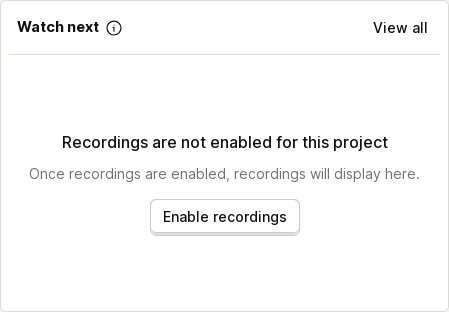 Watch next
View all
Recordings are not enabled for this project
Once recordings are enabled, recordings will display here.
Enable recordings